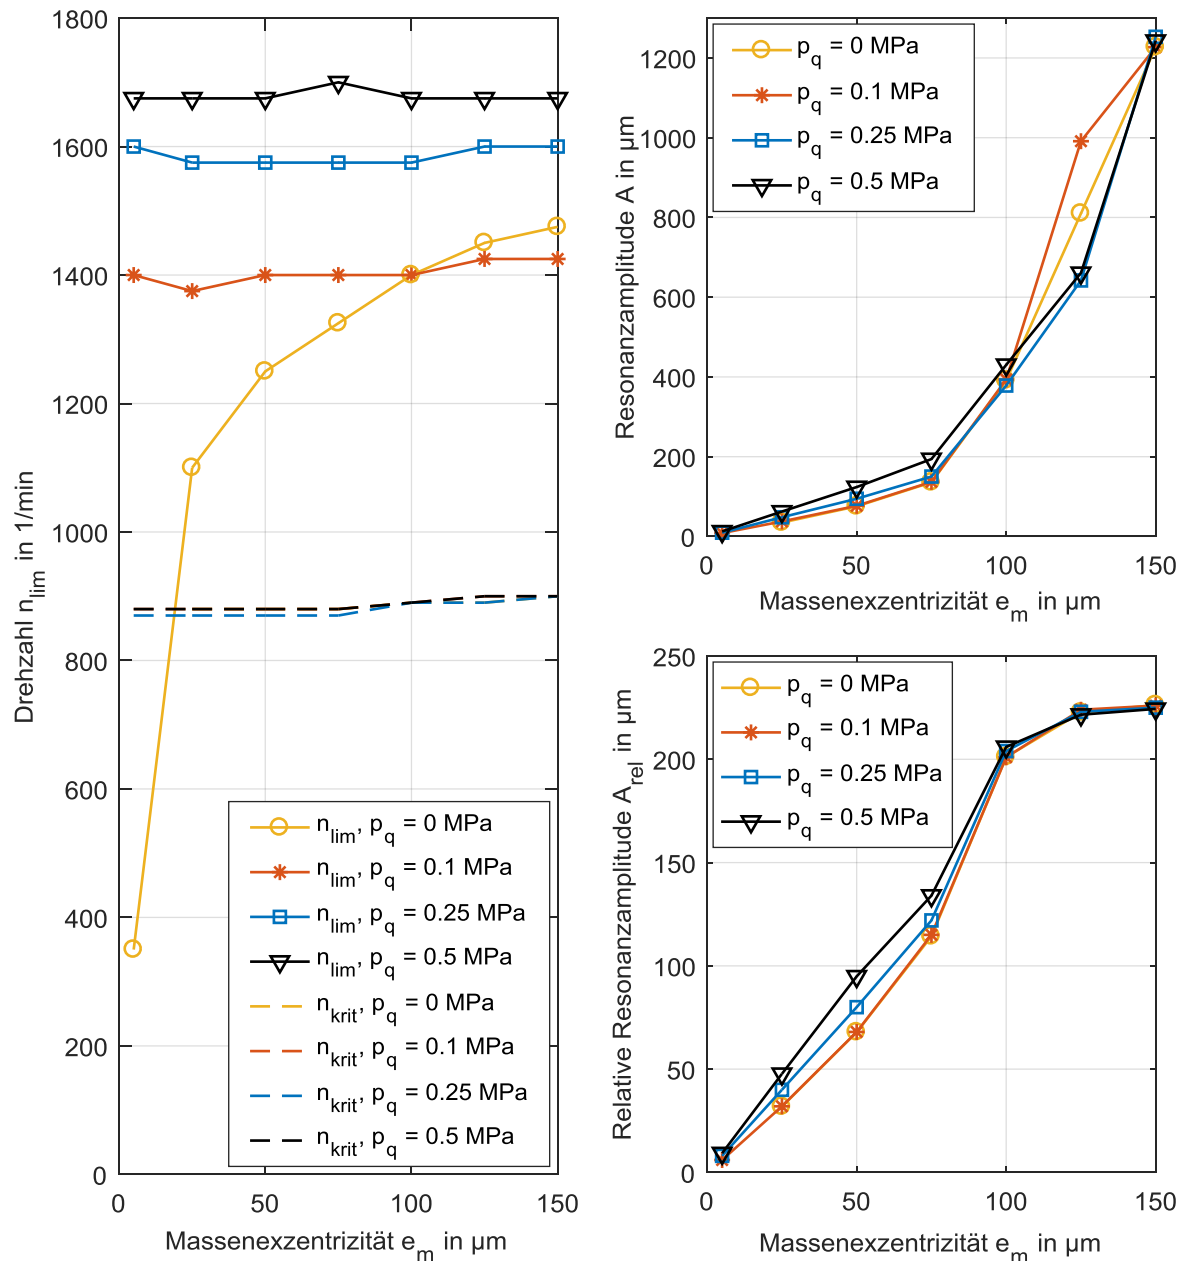 1800
1600
1400
1200
1000
800
600
400
200
0
0 50 100 150
Drehzahl n_lim in 1/min
Massenexzentrizität e_m in µm
n_lim, p_q = 0 MPa
n_lim, p_q = 0.1 MPa
n_lim, p_q = 0.25 MPa
n_lim, p_q = 0.5 MPa
n_krit, p_q = 0 MPa
n_krit, p_q = 0.1 MPa
n_krit, p_q = 0.25 MPa
n_krit, p_q = 0.5 MPa
1200
1000
800
600
400
200
0
0 50 100 150
Resonanzamplitude A in µm
Massenexzentrizität e_m in µm
p_q = 0 MPa
p_q = 0.1 MPa
p_q = 0.25 MPa
p_q = 0.5 MPa
250
200
150
100
50
0
0 50 100 150
Relative Resonanzamplitude A_rel in µm
Massenexzentrizität e_m in µm
p_q = 0 MPa
p_q = 0.1 MPa
p_q = 0.25 MPa
p_q = 0.5 MPa